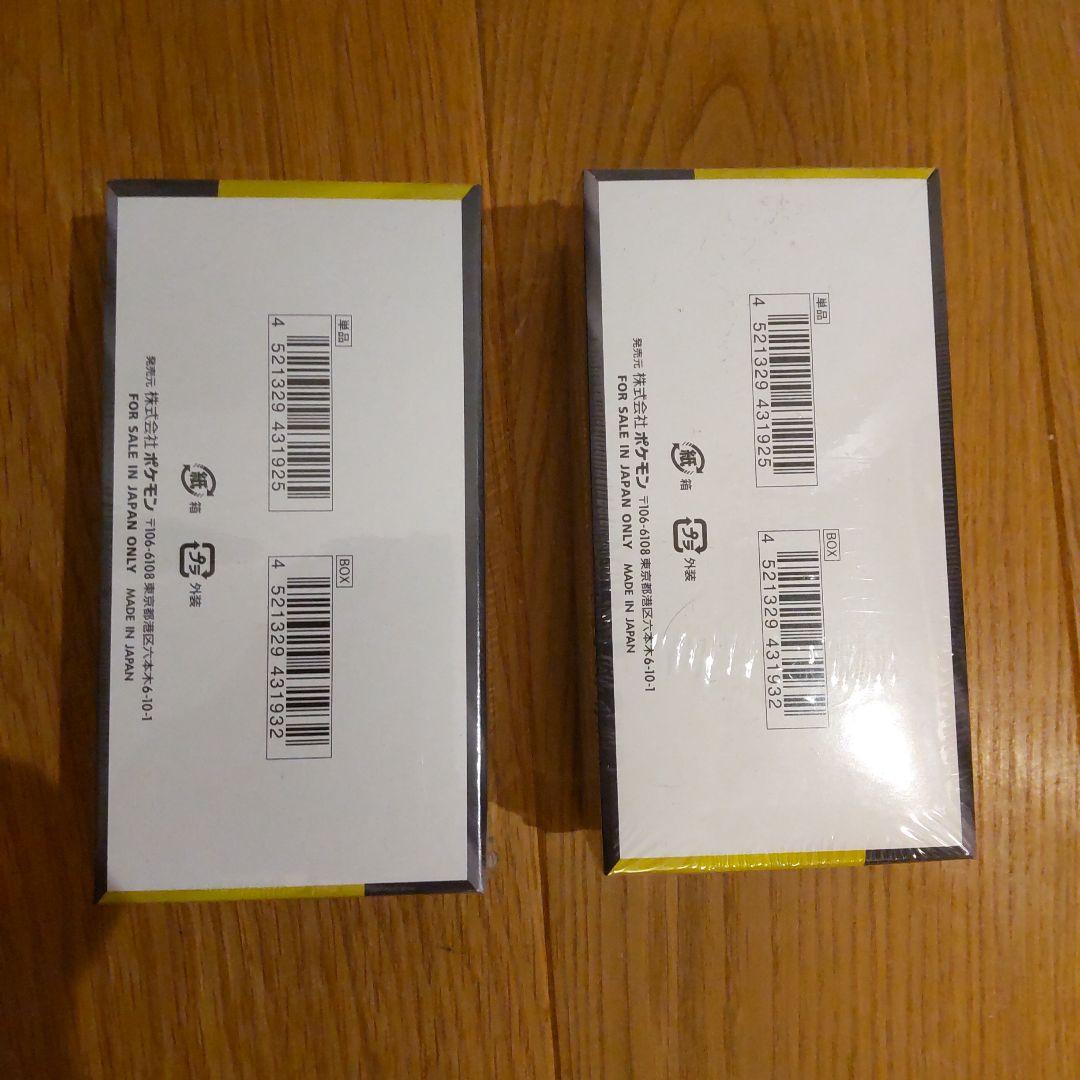 単品
4 521329 431925
BOX
4 521329 431932
紙 箱
プラ 外装
発売元 株式会社 ポケモン 〒106-6108 東京都港区六本木6-10-1
FOR SALE IN JAPAN ONLY MADE IN JAPAN
単品
4 521329 431925
BOX
4 521329 431932
紙 箱
プラ 外装
発売元 株式会社 ポケモン 〒106-6108 東京都港区六本木6-10-1
FOR SALE IN JAPAN ONLY MADE IN JAPAN